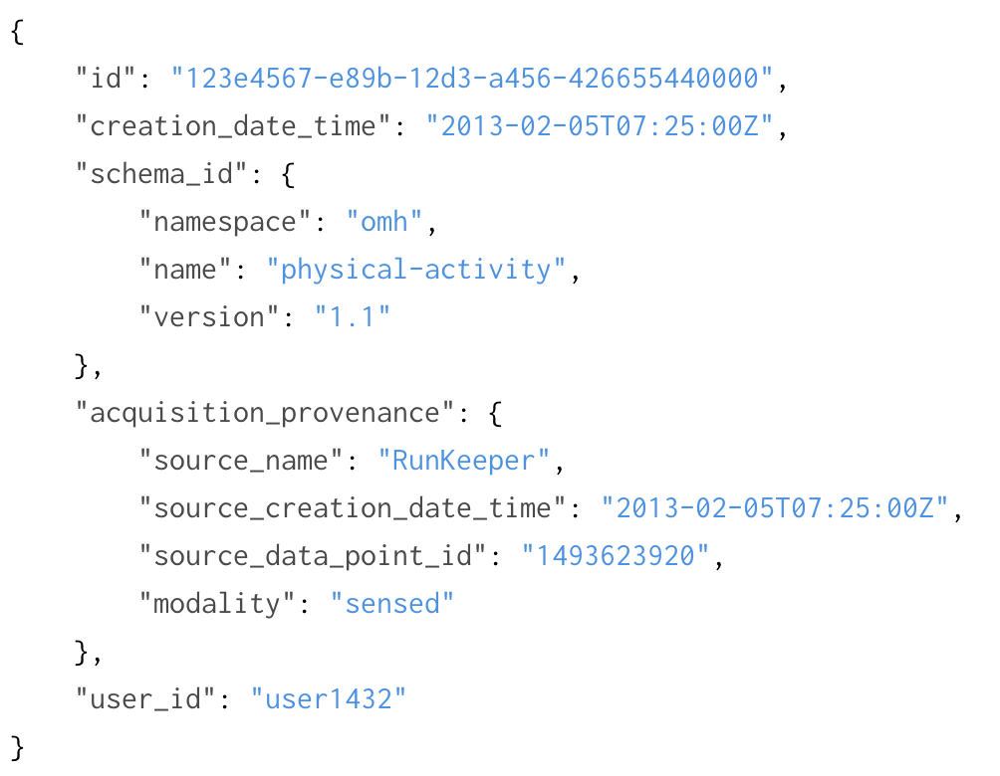 {
    "id": "123e4567-e89b-12d3-a456-426655440000",
    "creation_date_time": "2013-02-05T07:25:00Z",
    "schema_id": {
        "namespace": "omh",
        "name": "physical-activity",
        "version": "1.1"
    },
    "acquisition_provenance": {
        "source_name": "RunKeeper",
        "source_creation_date_time": "2013-02-05T07:25:00Z",
        "source_data_point_id": "1493623920",
        "modality": "sensed"
    },
    "user_id": "user1432"
}